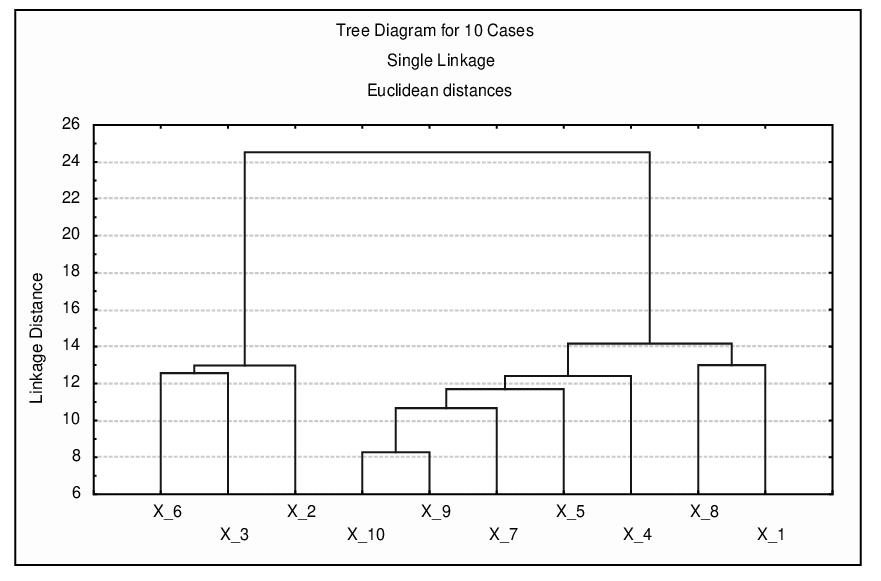 Tree Diagram for 10 Cases
Single Linkage
Euclidean distances
26
24
22
20
18
16
14
12
10
8
6
Linkage Distance
X_6 X_2 X_9 X_5 X_8
X_3 X_10 X_7 X_4 X_1